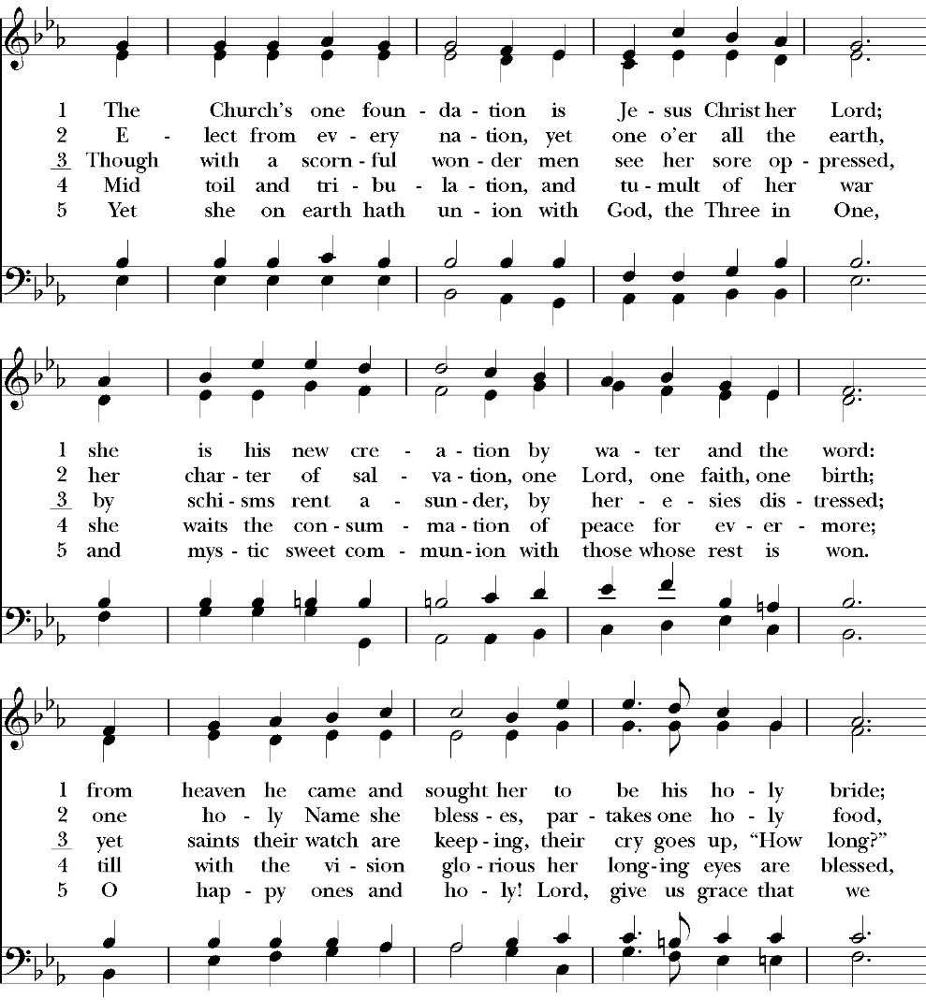 1 The Church’s one foun - da - tion is Je - sus Christ her Lord;
2 E - lect from ev - ery na - tion, yet one o’er all the earth,
3 Though with a scorn - ful won - der men see her sore op - pressed,
4 Mid toil and tri - bu - la - tion, and tu - mult of her war
5 Yet she on earth hath un - ion with God, the Three in One,
1 she is his new cre - a - tion by wa - ter and the word:
2 her char - ter of sal - va - tion, one Lord, one faith, one birth;
3 by schi - sms rent a - sun - der, by her - e - sies dis - tressed;
4 she waits the con - sum - ma - tion of peace for ev - er - more;
5 and mys - tic sweet com - mun - ion with those whose rest is won.
1 from heaven he came and sought her to be his ho - ly bride;
2 one ho - ly Name she bless - es, par - takes one ho - ly food,
3 yet saints their watch are keep - ing, their cry goes up, “How long?”
4 till with the vi - sion glo - rious her long - ing eyes are blessed,
5 O hap - py ones and ho - ly! Lord, give us grace that we